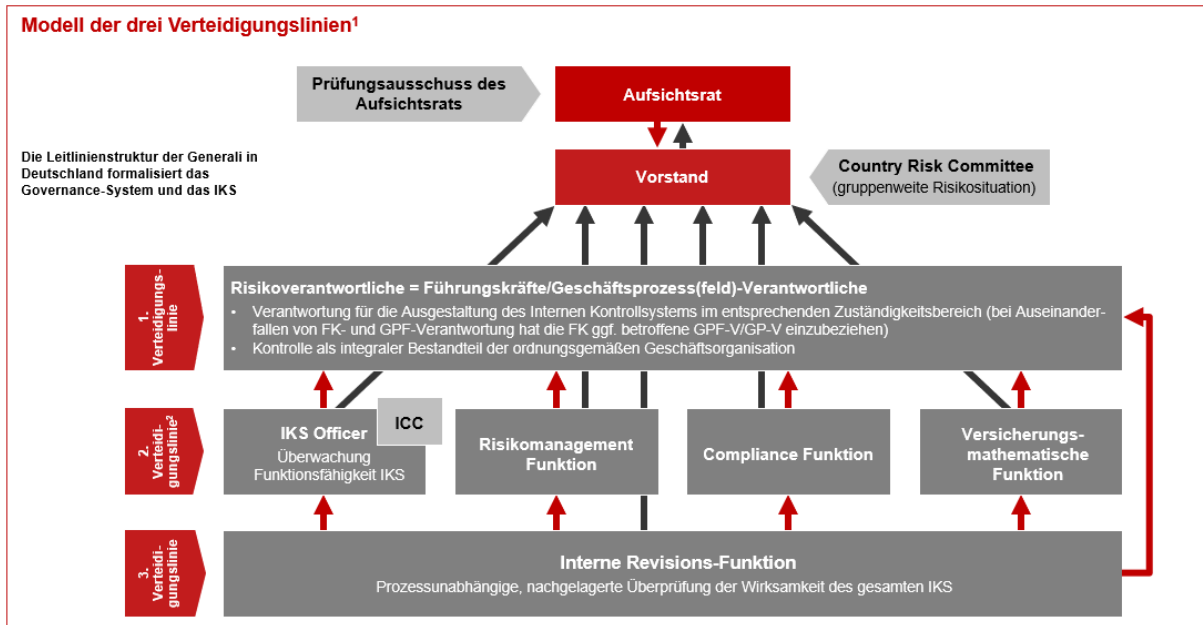 Modell der drei Verteidigungslinien¹
Prüfungsausschuss des
Aufsichtsrats
Aufsichtsrat
Die Leitlinienstruktur der Generali in
Deutschland formalisiert das
Governance-System und das IKS
Vorstand
Country Risk Committee
(gruppenweite Risikosituation)
1.
Verteidigungs-
linie
Risikoverantwortliche = Führungskräfte/Geschäftsprozess(feld)-Verantwortliche
• Verantwortung für die Ausgestaltung des Internen Kontrollsystems im entsprechenden Zuständigkeitsbereich (bei Auseinander-
fallen von FK- und GPF-Verantwortung hat die FK ggf. betroffene GPF-V/GP-V einzubeziehen)
• Kontrolle als integraler Bestandteil der ordnungsgemäßen Geschäftsorganisation
2.
Verteidi-
gungslinie²
ICC
IKS Officer
Überwachung
Funktionsfähigkeit IKS
Risikomanagement
Funktion
Compliance Funktion
Versicherungs-
mathematische
Funktion
3.
Verteidi-
gungslinie
Interne Revisions-Funktion
Prozessunabhängige, nachgelagerte Überprüfung der Wirksamkeit des gesamten IKS